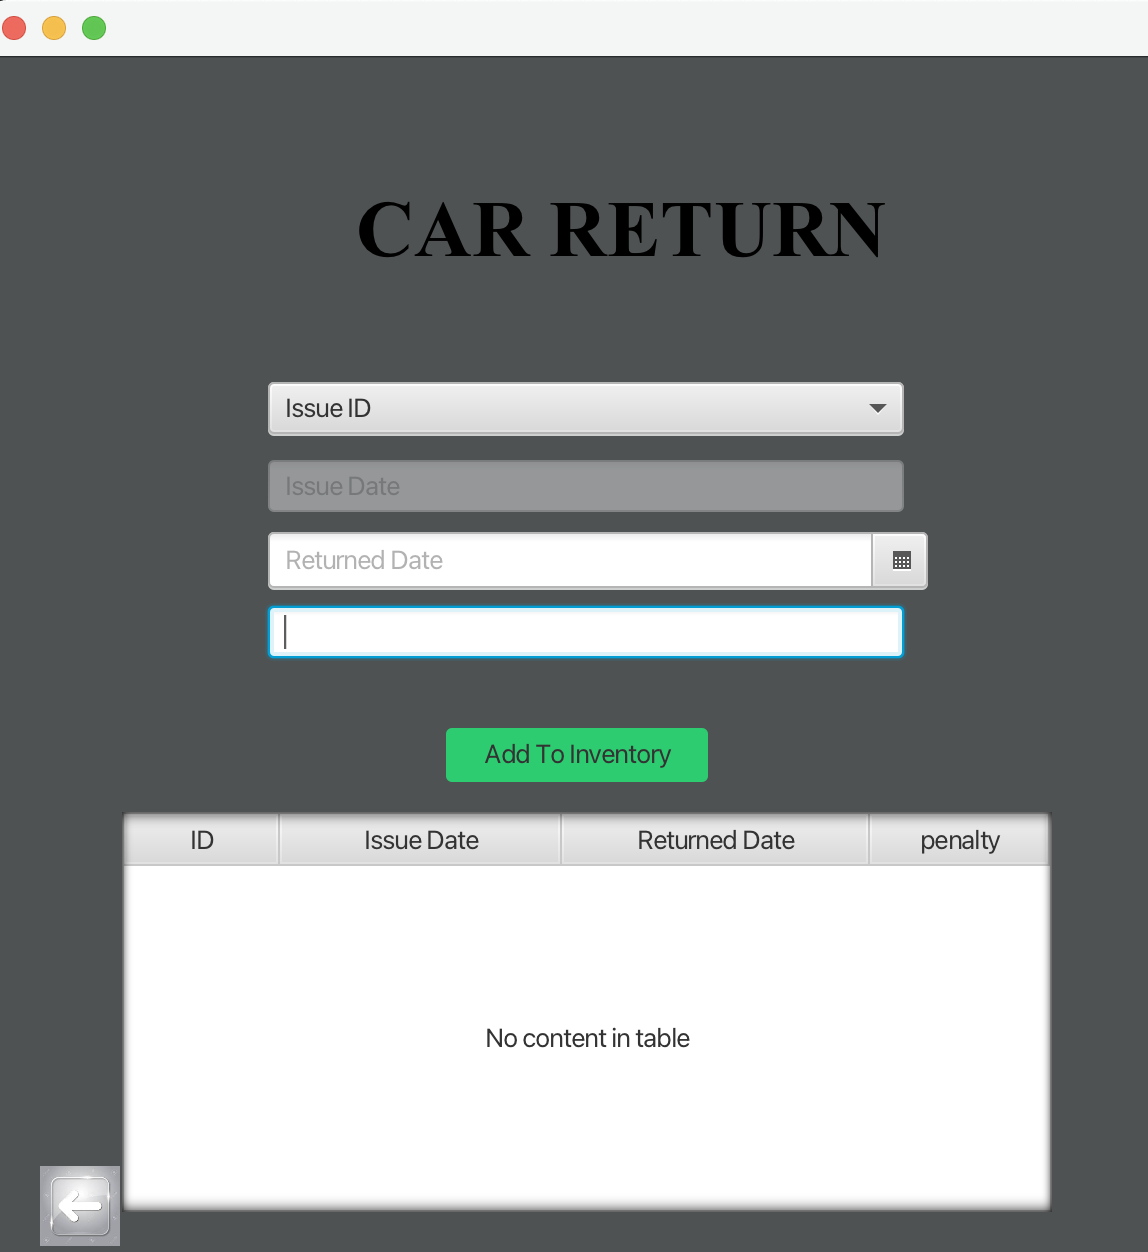 CAR RETURN
Issue ID
Issue Date
Returned Date
Add To Inventory
ID Issue Date Returned Date penalty
No content in table